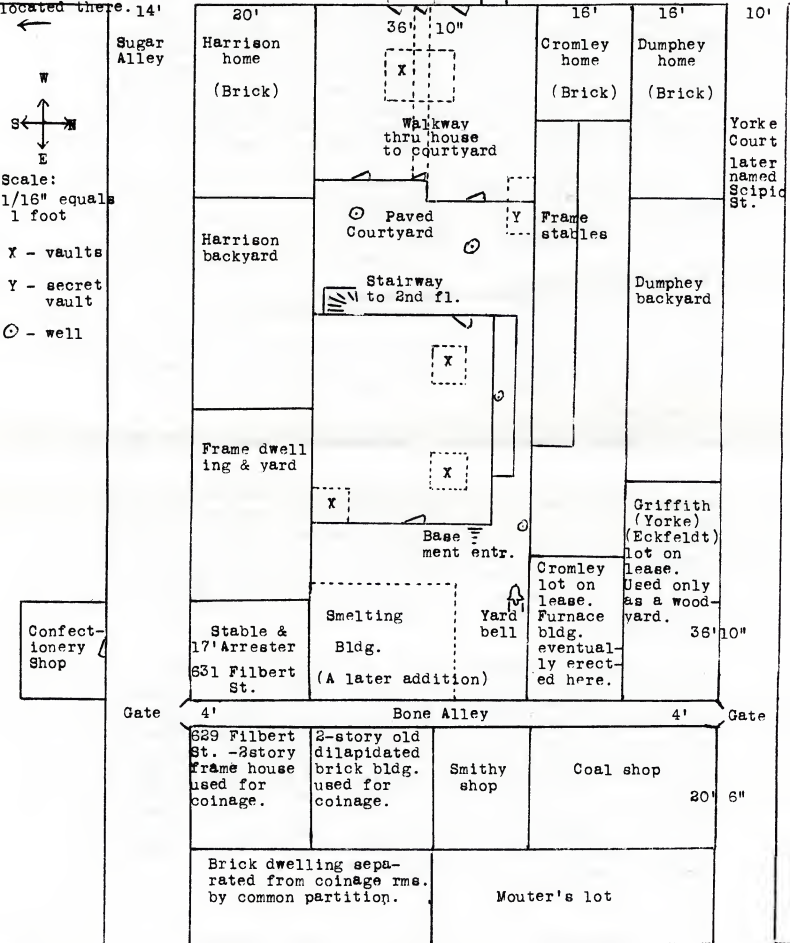 located there.
14'
20'
36' 10"
16'
16'
10'
Sugar
Alley
Harrison
home
(Brick)
X
Cromley
home
(Brick)
Dumphey
home
(Brick)
W
S
N
E
Walkway
thru house
to courtyard
Yorke
Court
later
named
Scipio
St.
Scale:
1/16" equals
1 foot
X - vaults
Y - secret
vault
- well
Harrison
backyard
Paved
Courtyard
Y
Frame
stables
Stairway
to 2nd fl.
Dumphey
backyard
X
Frame dwell
ing & yard
X
X
Base
ment entr.
Griffith
(Yorke)
(Eckfeldt)
lot on
lease.
Used only
as a wood-
yard.
36' 10"
Cromley
lot on
lease.
Furnace
bldg.
eventual-
ly erect-
ed here.
Confect-
ionery
Shop
Stable &
17' Arrester
631 Filbert
St.
Smelting
Bldg.
(A later addition)
Yard
bell
Gate
4'
Bone Alley
4'
Gate
629 Filbert
St. -3story
frame house
used for
coinage.
2-story old
dilapidated
brick bldg.
used for
coinage.
Smithy
shop
Coal shop
20' 6"
Brick dwelling sepa-
rated from coinage rms.
by common partition.
Mouter's lot